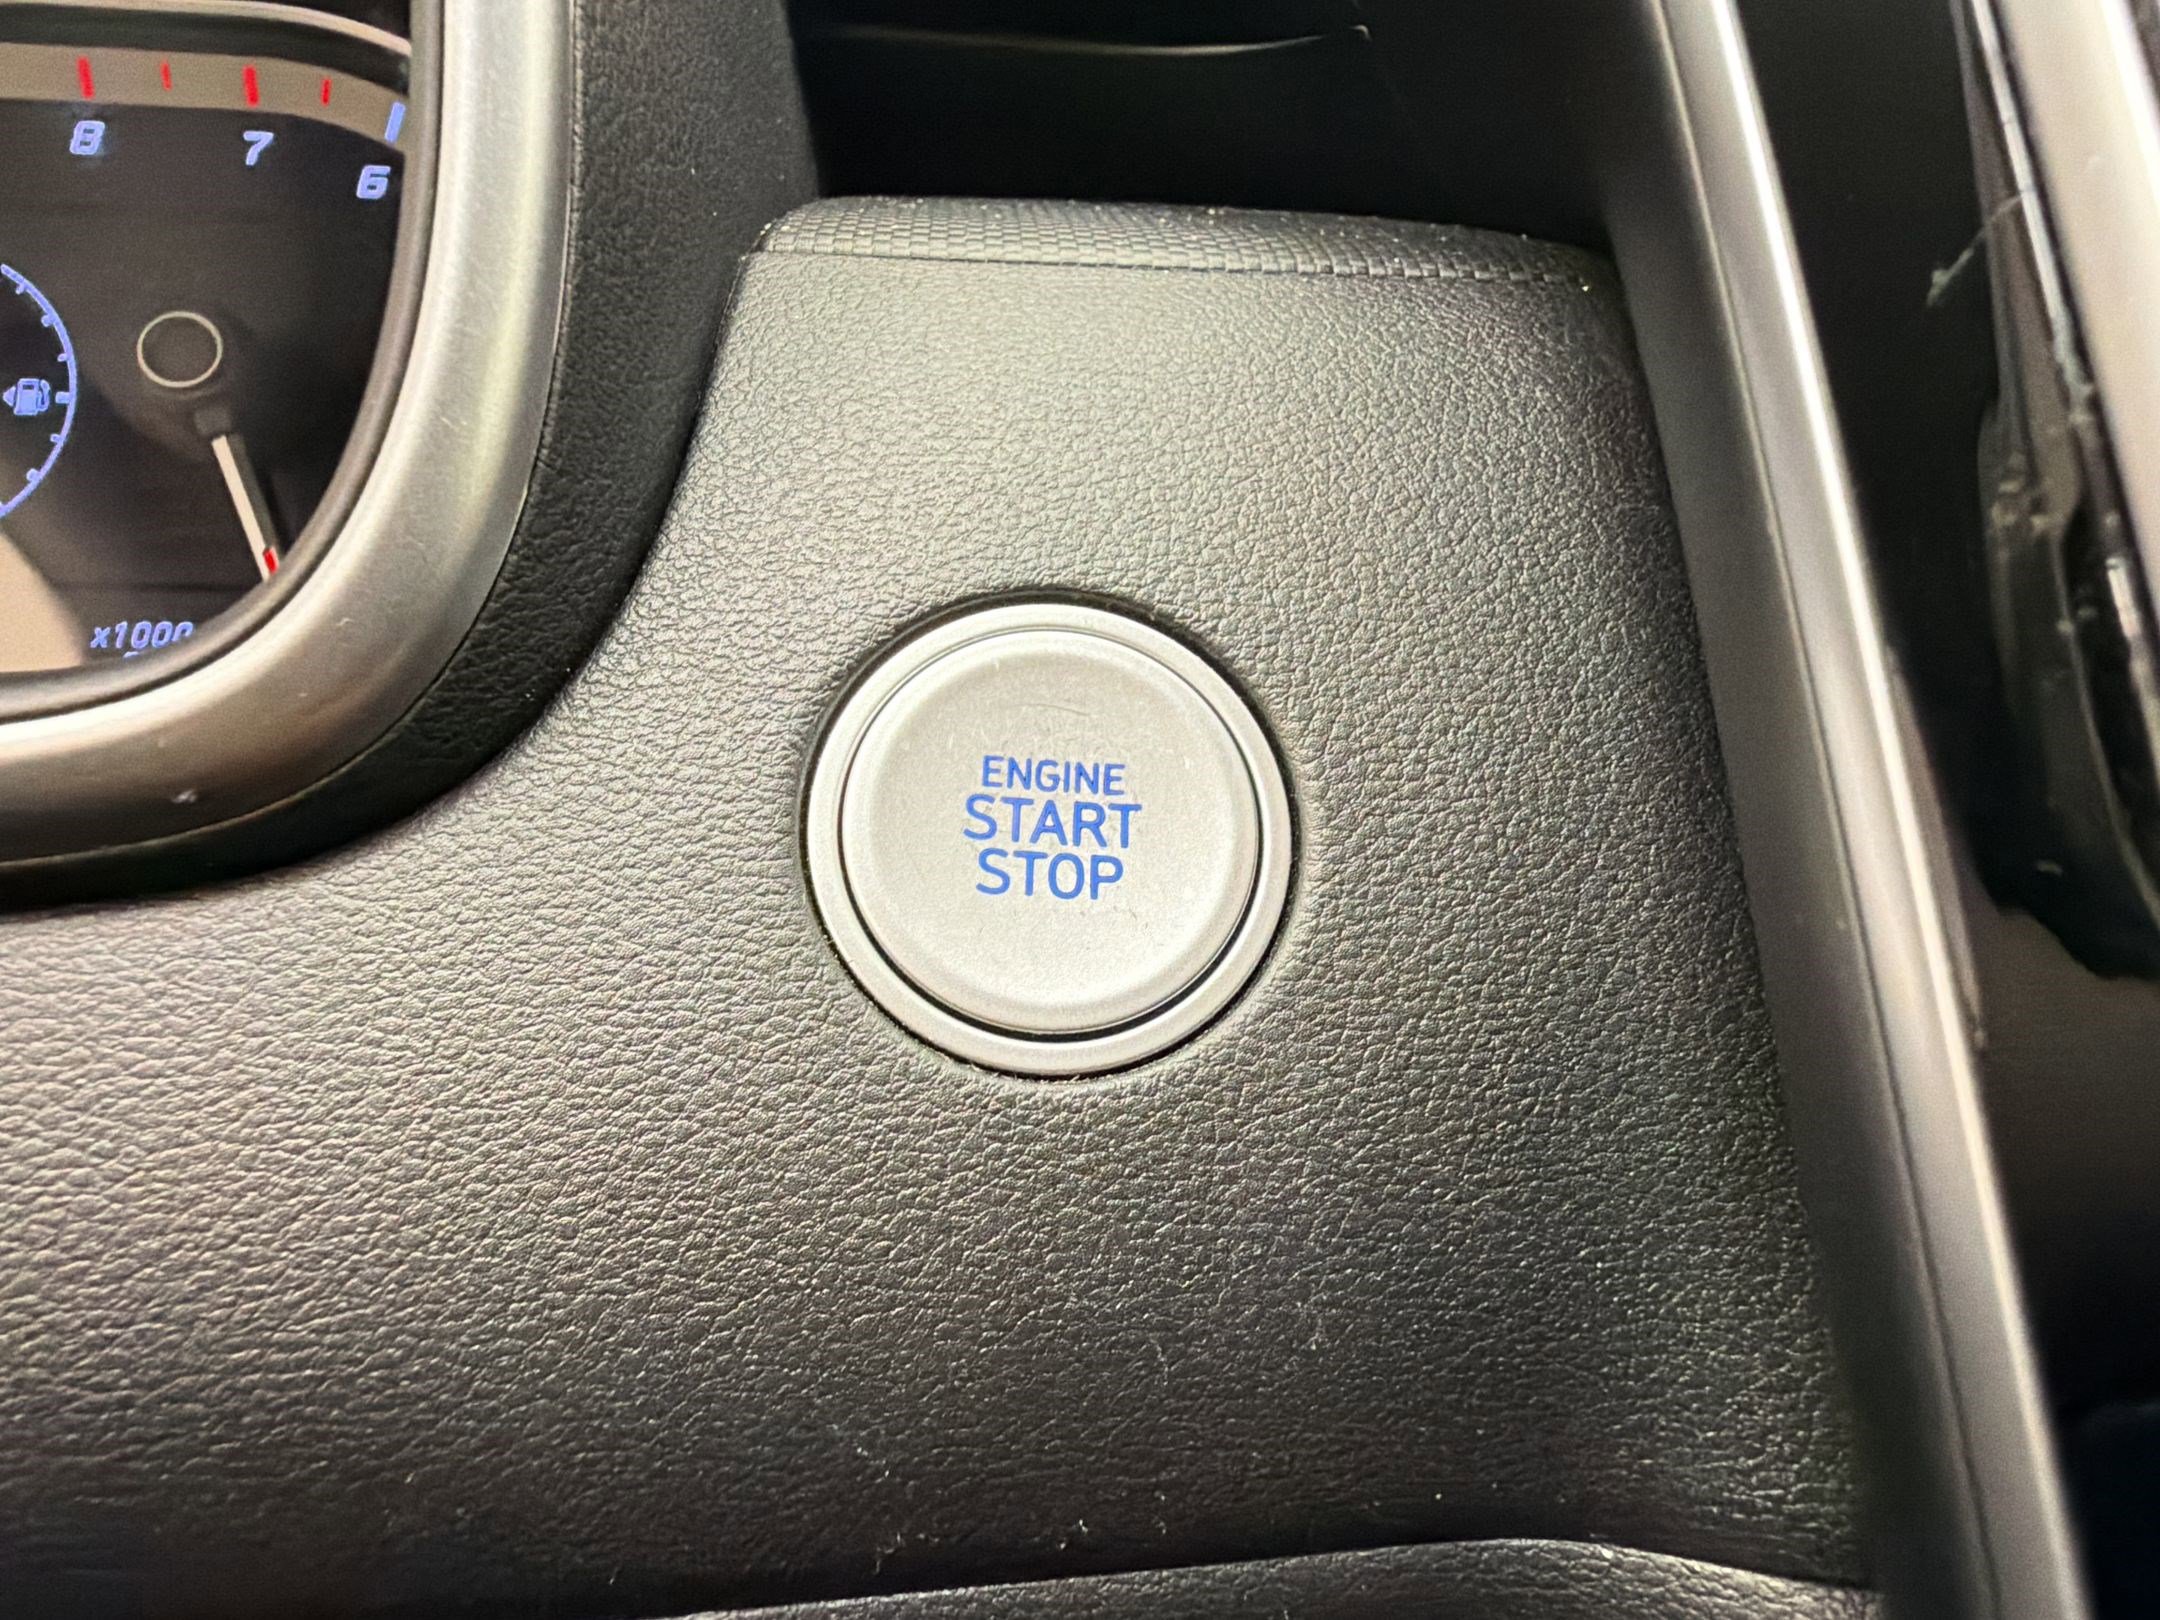 8
7
6
x1000
ENGINE
START
STOP